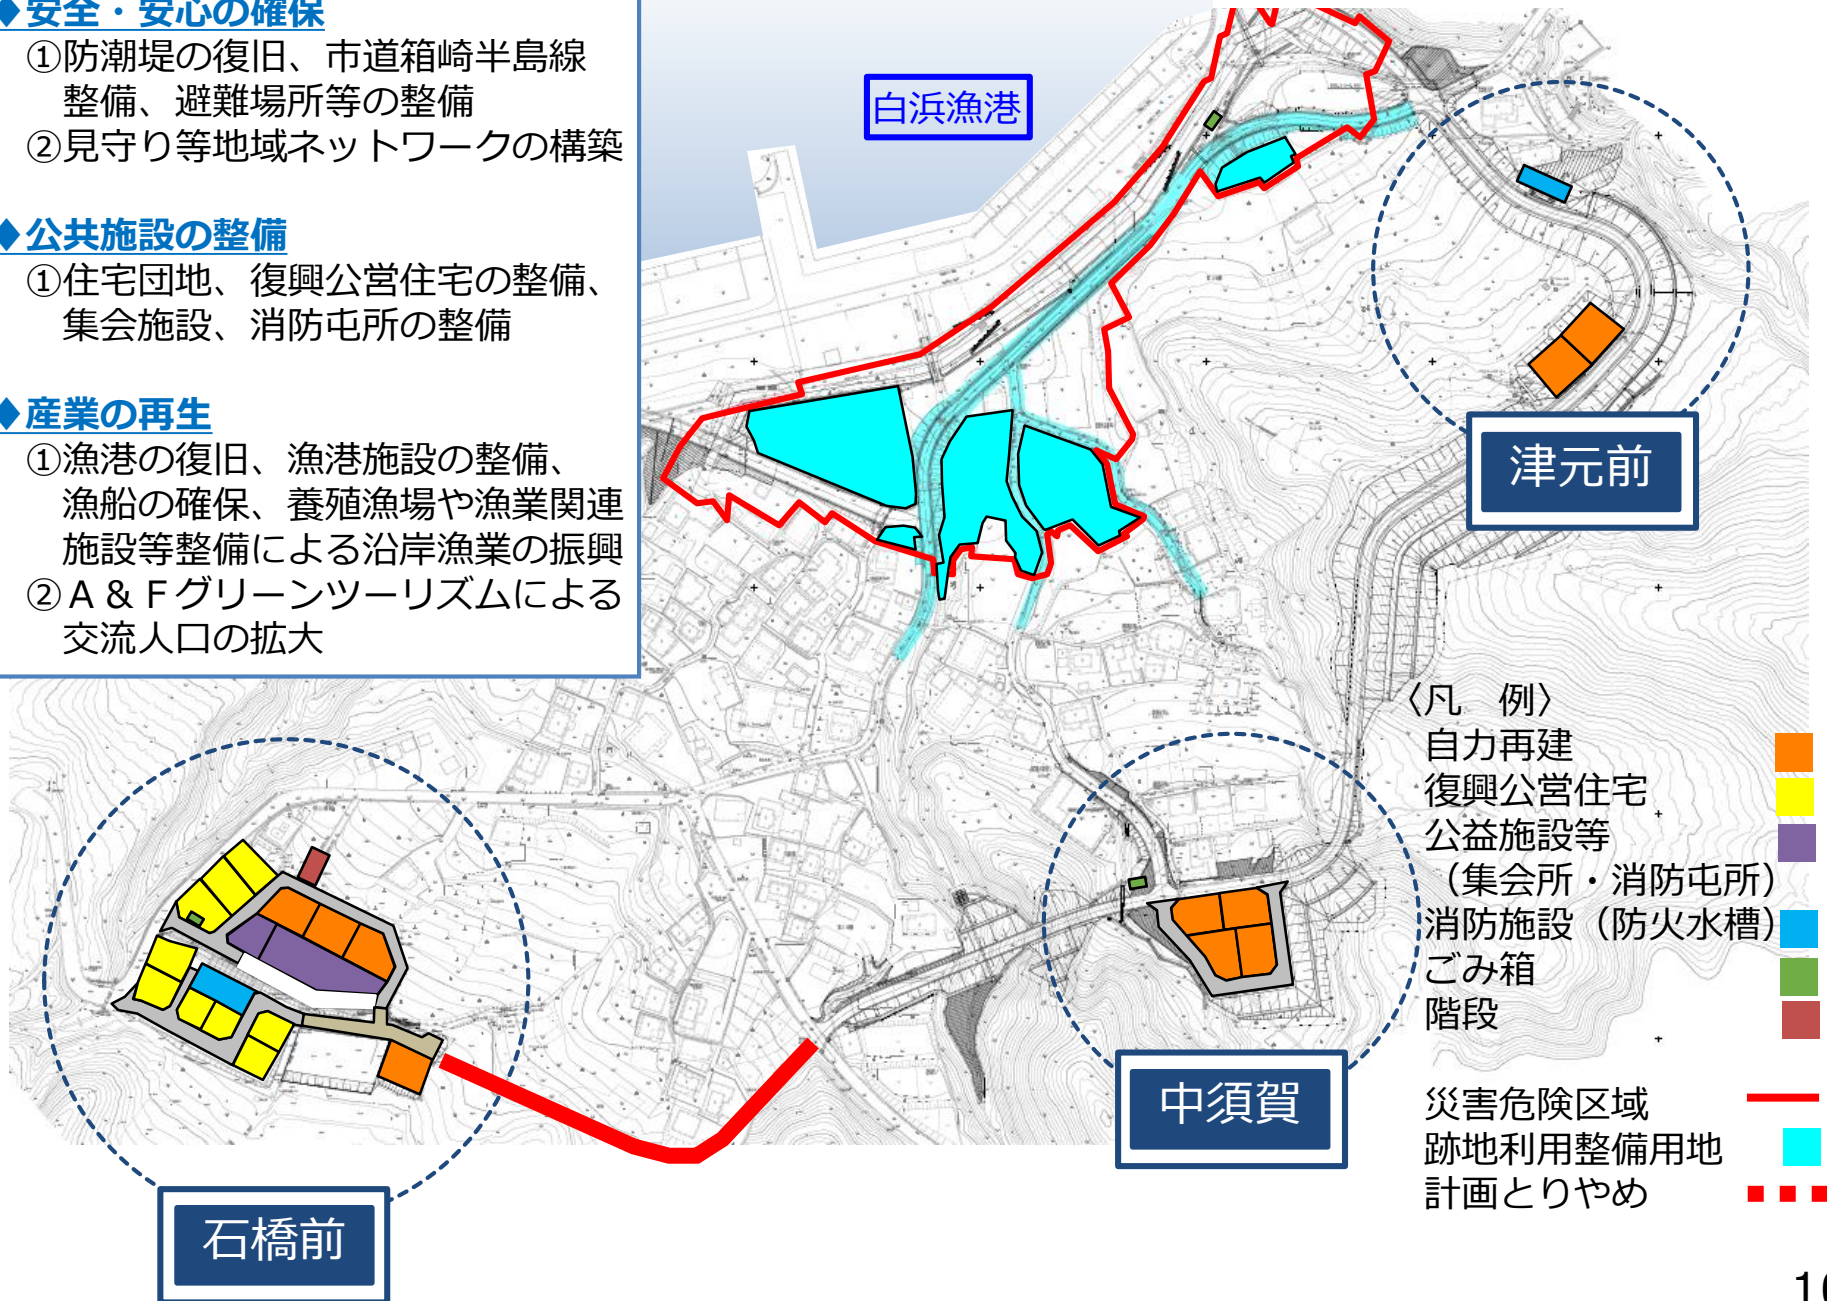 ◆安全・安心の確保
①防潮堤の復旧、市道箱崎半島線
整備、避難場所等の整備
②見守り等地域ネットワークの構築
◆公共施設の整備
①住宅団地、復興公営住宅の整備、
集会施設、消防屯所の整備
◆産業の再生
①漁港の復旧、漁港施設の整備、
漁船の確保、養殖漁場や漁業関連
施設等整備による沿岸漁業の振興
②A&Fグリーンツーリズムによる
交流人口の拡大
白浜漁港
津元前
中須賀
石橋前
〈凡　例〉
自力再建
復興公営住宅
公益施設等
（集会所・消防屯所）
消防施設（防火水槽）
ごみ箱
階段
災害危険区域
跡地利用整備用地
計画とりやめ